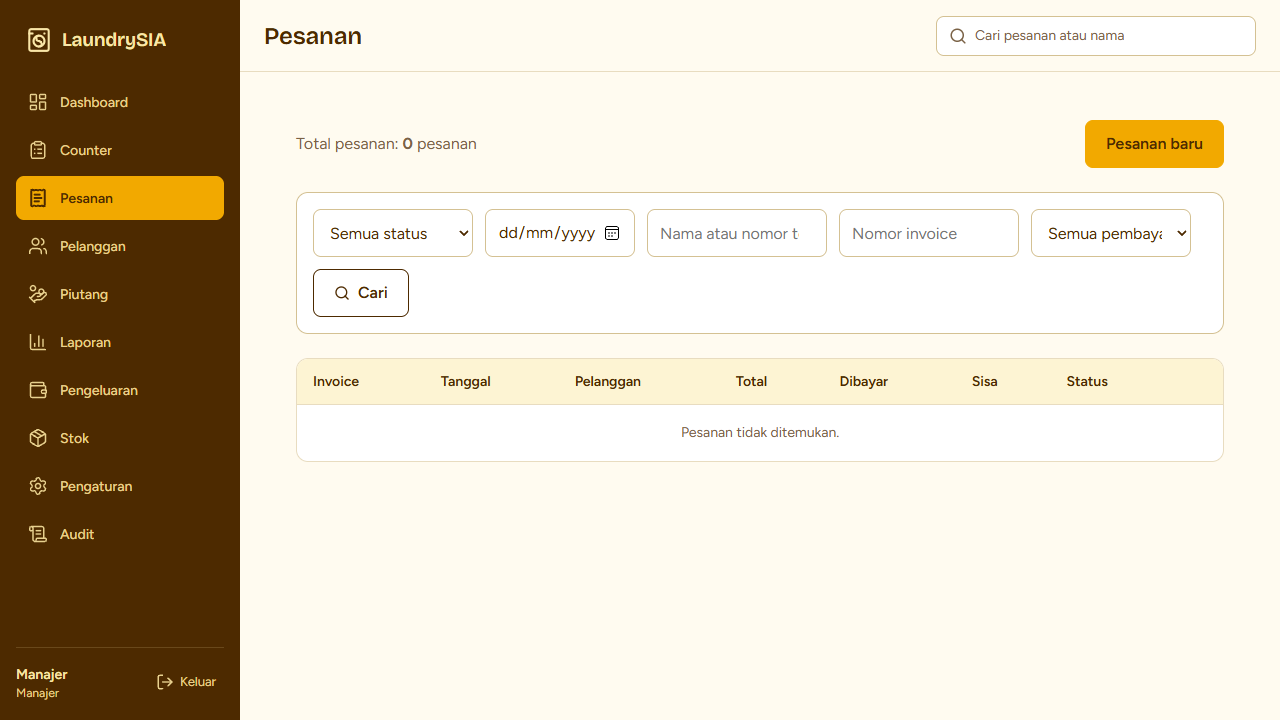 LaundrySIA
Dashboard
Counter
Pesanan
Pelanggan
Piutang
Laporan
Pengeluaran
Stok
Pengaturan
Audit
Manajer
Manajer
Keluar
Pesanan
Cari pesanan atau nama
Total pesanan: 0 pesanan
Pesanan baru
Semua status
dd/mm/yyyy
Nama atau nomor t
Nomor invoice
Semua pembaya
Cari
Invoice Tanggal Pelanggan Total Dibayar Sisa Status
Pesanan tidak ditemukan.